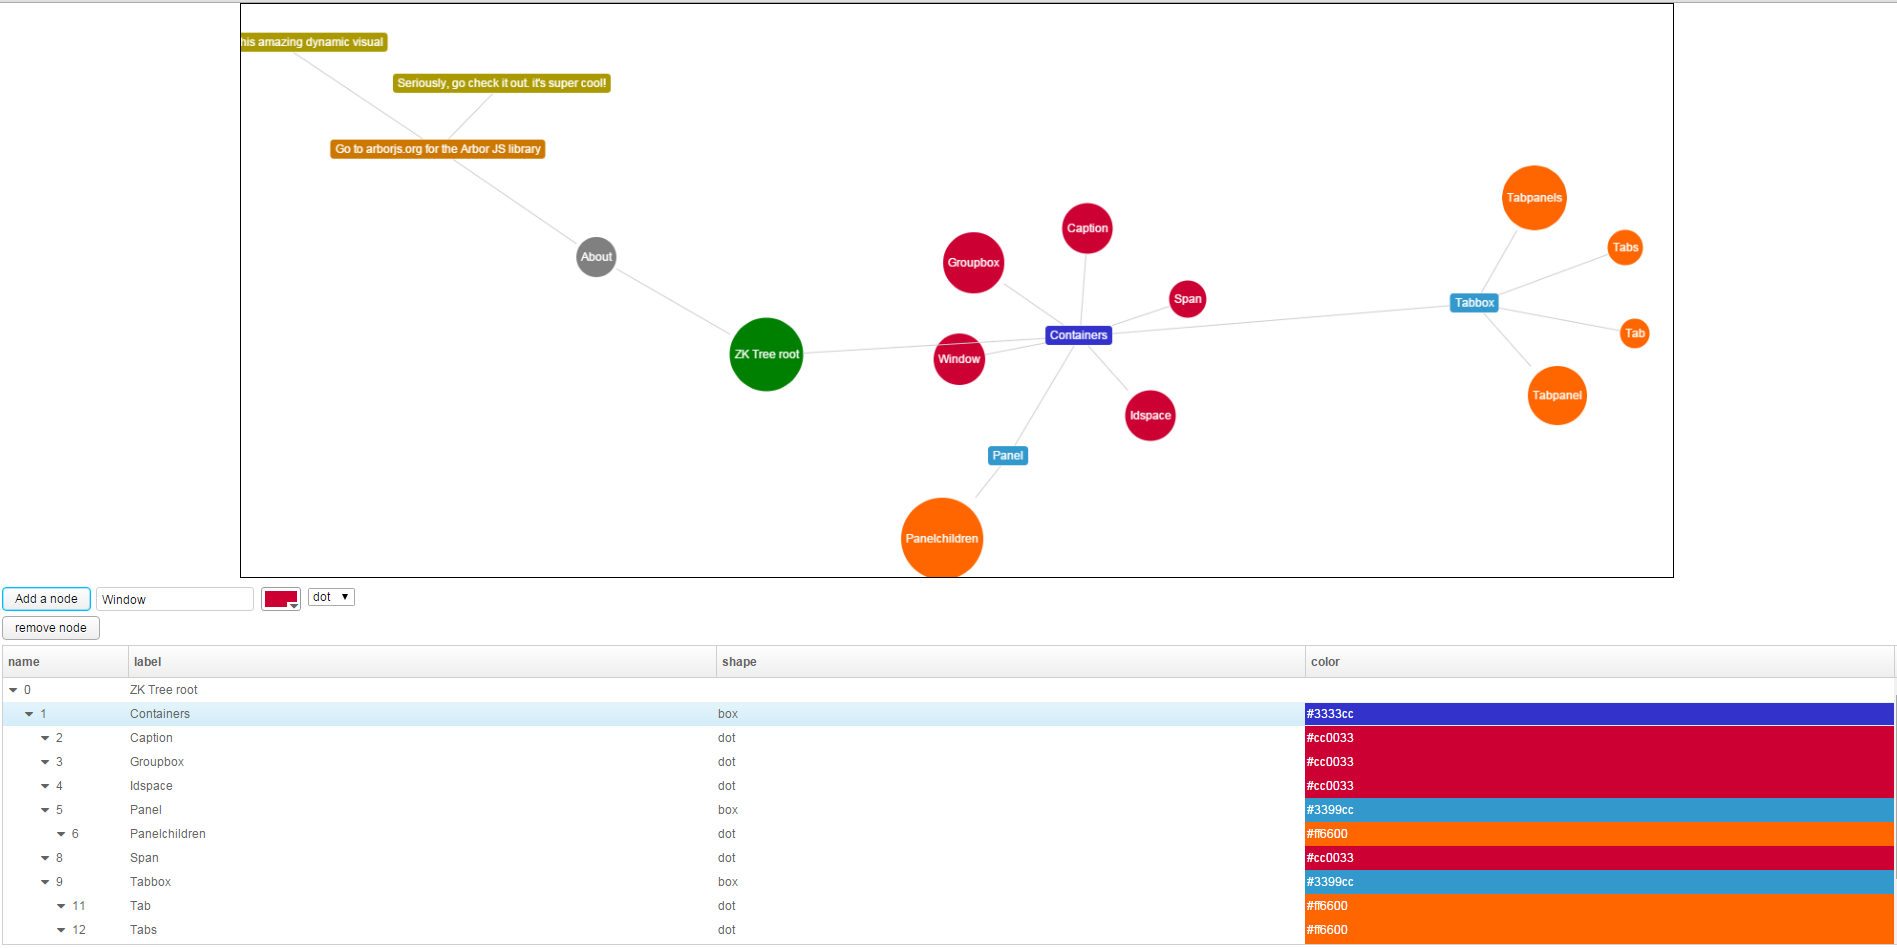 his amazing dynamic visual
Seriously, go check it out. it's super cool!
Go to arborjs.org for the Arbor JS library
Tabpanels
Caption
Tabs
About
Groupbox
Span
Tabbox
Containers
Tab
ZK Tree root
Window
Tabpanel
Idspace
Panel
Panelchildren
Add a node Window dot
remove node
name label shape color
0 ZK Tree root
1 Containers box #3333cc
2 Caption dot #cc0033
3 Groupbox dot #cc0033
4 Idspace dot #cc0033
5 Panel box #3399cc
6 Panelchildren dot #ff6600
8 Span dot #cc0033
9 Tabbox box #3399cc
11 Tab dot #ff6600
12 Tabs dot #ff6600